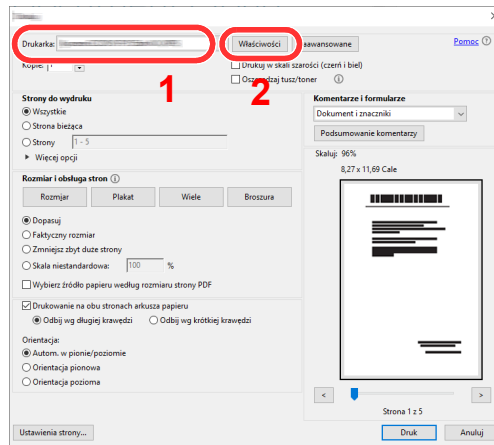 Drukarka:
Właściwości
aawansowane
Pomoc
Kopie: 1
Drukuj w skali szarości (czerń i biel)
Oszczędzaj tusz/toner
1
2
Strony do wydruku
Wszystkie
Strona bieżąca
Strony 1 - 5
Więcej opcji
Komentarze i formularze
Dokument i znaczniki
Podsumowanie komentarzy
Skaluj: 96%
8,27 x 11,69 Cale
Rozmiar i obsługa stron
Rozmiar Plakat Wiele Broszura
Dopasuj
Faktyczny rozmiar
Zmniejsz zbyt duże strony
Skala niestandardowa: 100 %
Wybierz źródło papieru według rozmiaru strony PDF
Drukowanie na obu stronach arkusza papieru
Odbij wg długiej krawędzi Odbij wg krótkiej krawędzi
Orientacja:
Autom. w pionie/poziomie
Orientacja pionowa
Orientacja pozioma
< >
Strona 1 z 5
Ustawienia strony... Druk Anuluj